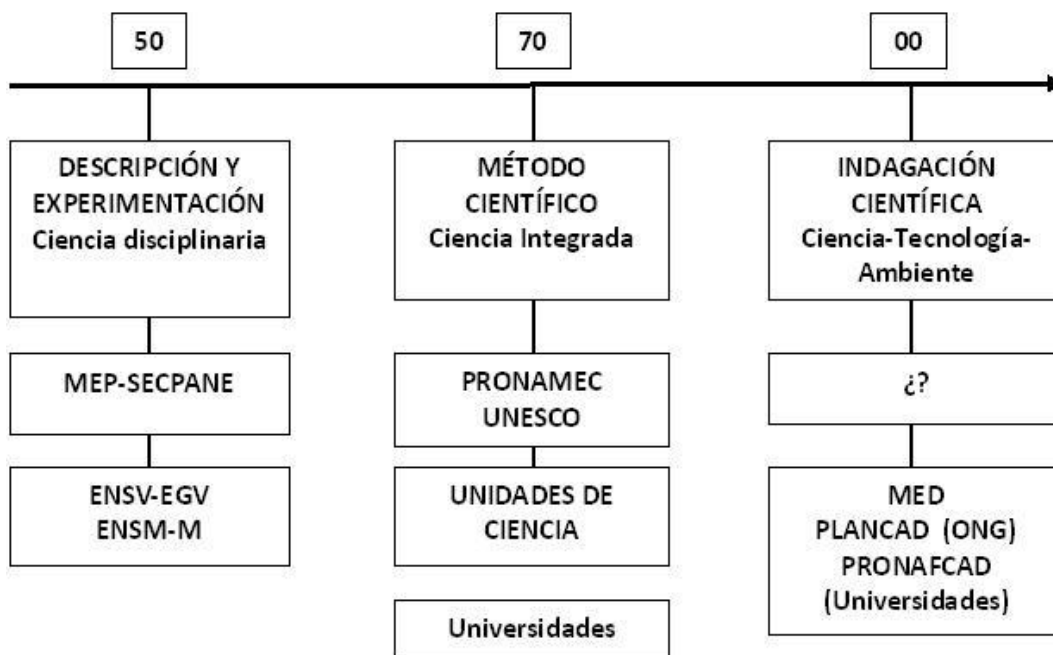 50
70
00
DESCRIPCIÓN Y
EXPERIMENTACIÓN
Ciencia disciplinaria
MÉTODO
CIENTÍFICO
Ciencia Integrada
INDAGACIÓN
CIENTÍFICA
Ciencia-Tecnología-
Ambiente
MEP-SECPANE
PRONAMEC
UNESCO
¿?
ENSV-EGV
ENSM-M
UNIDADES DE
CIENCIA
MED
PLANCAD (ONG)
PRONAFCAD
(Universidades)
Universidades